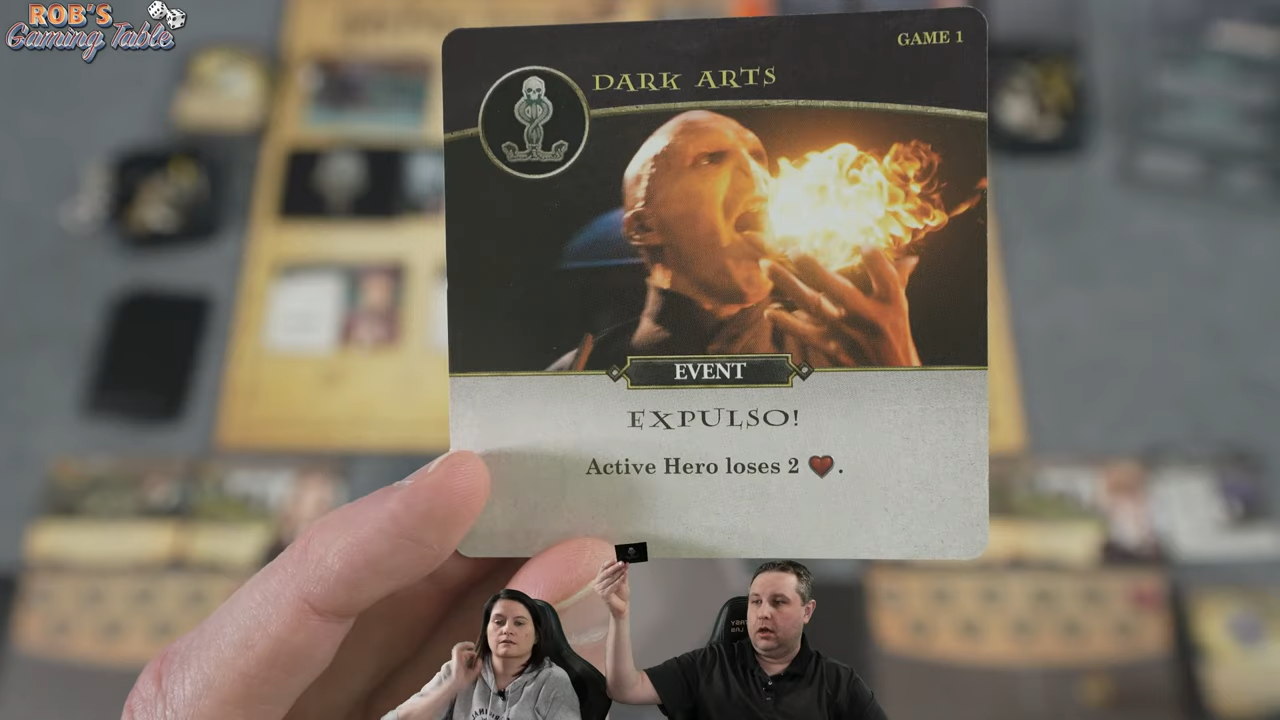 ROB'S
Gaming Table
GAME 1
DARK ARTS
EVENT
EXPULSO!
Active Hero loses 2 .